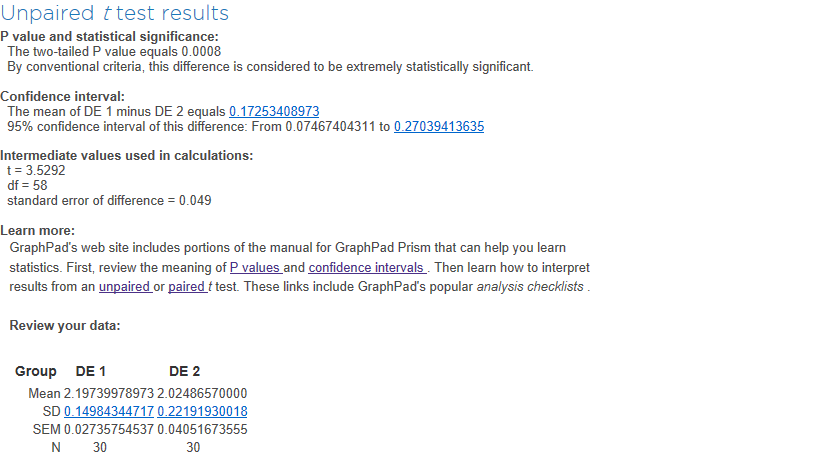 Unpaired t test results
P value and statistical significance:
The two-tailed P value equals 0.0008
By conventional criteria, this difference is considered to be extremely statistically significant.
Confidence interval:
The mean of DE 1 minus DE 2 equals 0.17253408973
95% confidence interval of this difference: From 0.07467404311 to 0.27039413635
Intermediate values used in calculations:
t = 3.5292
df = 58
standard error of difference = 0.049
Learn more:
GraphPad's web site includes portions of the manual for GraphPad Prism that can help you learn
statistics. First, review the meaning of P values and confidence intervals . Then learn how to interpret
results from an unpaired or paired t test. These links include GraphPad's popular analysis checklists .
Review your data:
Group DE 1 DE 2
Mean 2.19739978973 2.02486570000
SD 0.14984344717 0.22191930018
SEM 0.02735754537 0.04051673555
N 30 30